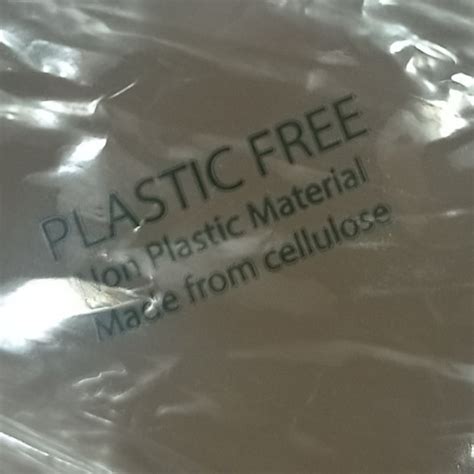 PLASTIC FREE
Non Plastic Material
Made from cellulose